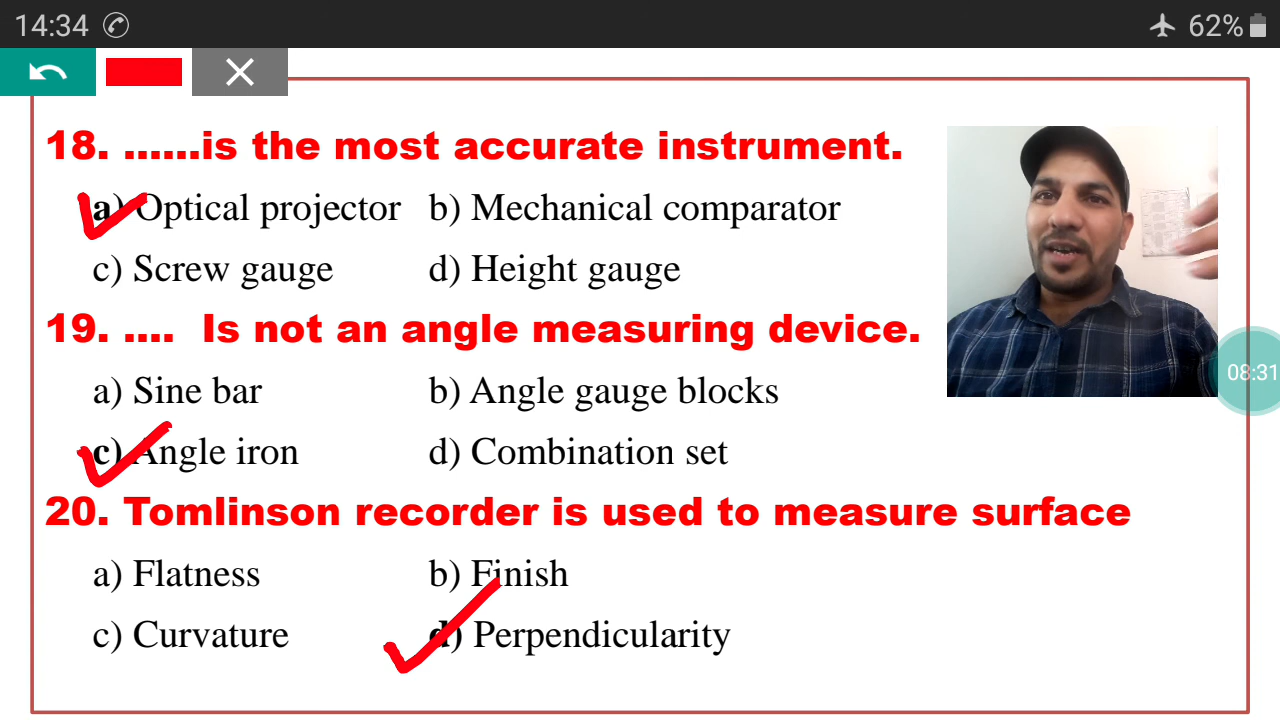 14:34 62%
18. ......is the most accurate instrument.
a) Optical projector b) Mechanical comparator
c) Screw gauge d) Height gauge
19. .... Is not an angle measuring device.
a) Sine bar b) Angle gauge blocks
c) Angle iron d) Combination set
08:31
20. Tomlinson recorder is used to measure surface
a) Flatness b) Finish
c) Curvature d) Perpendicularity